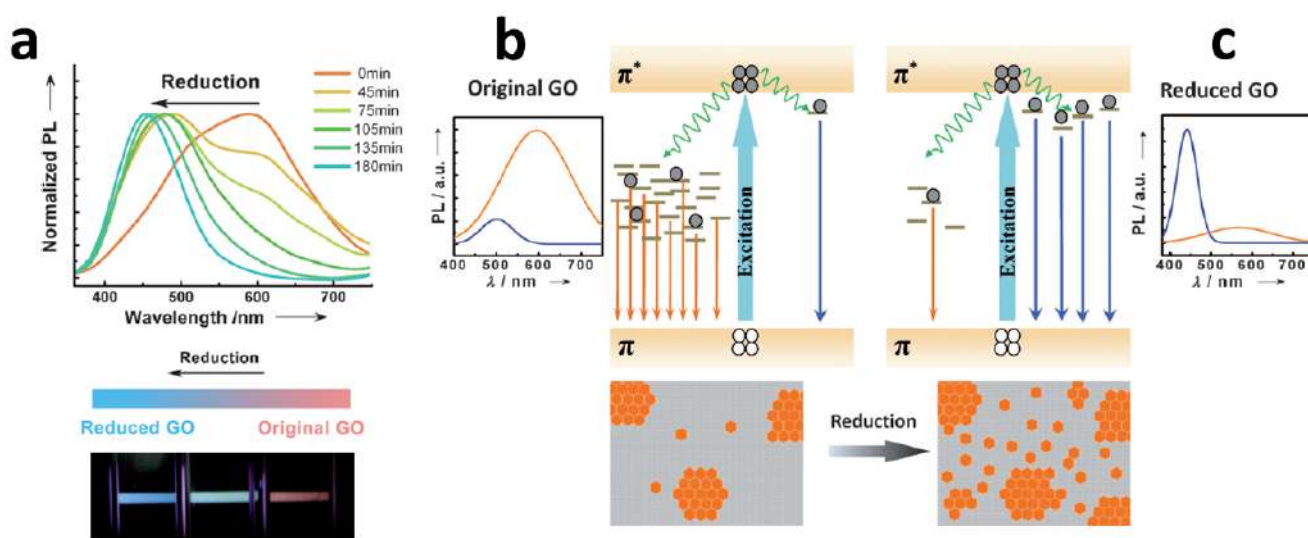 a
Normalized PL
Reduction
0min
45min
75min
105min
135min
180min
400 500 600 700
Wavelength /nm
Reduction
Reduced GO Original GO
b
Original GO
PL / a.u.
400 500 600 700
λ / nm
π*
Excitation
π
π*
Excitation
π
Reduction
c
Reduced GO
PL / a.u.
400 500 600 700
λ / nm